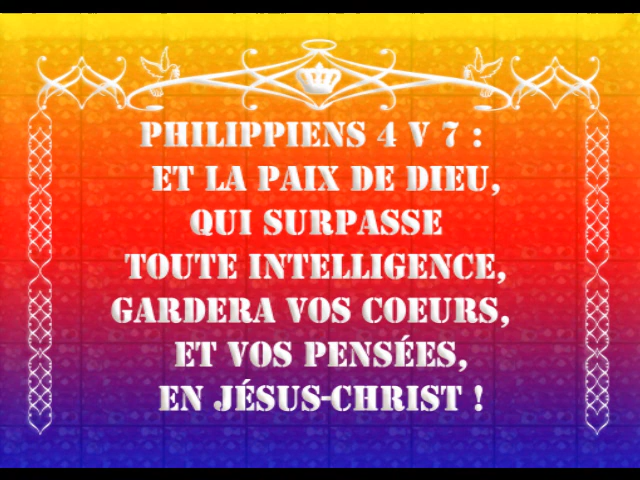 PHILIPPIENS 4 V 7 :
ET LA PAIX DE DIEU,
QUI SURPASSE
TOUTE INTELLIGENCE,
GARDERA VOS COEURS,
ET VOS PENSÉES,
EN JÉSUS-CHRIST !